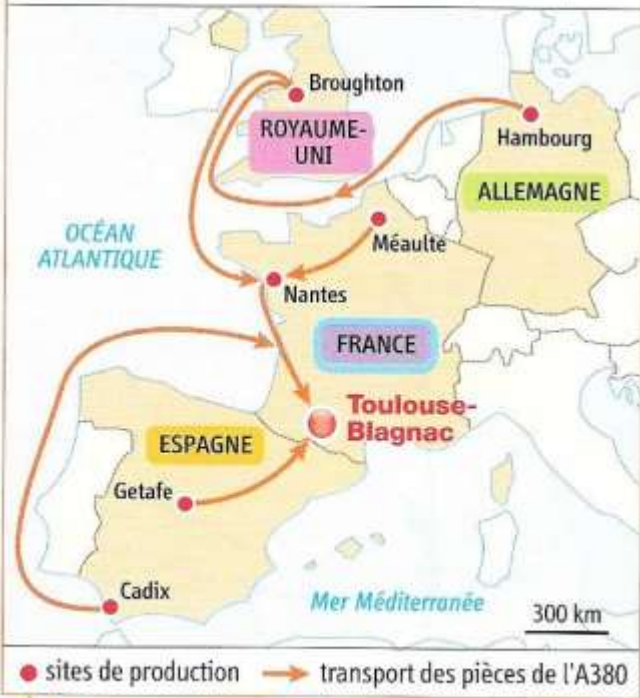 Broughton
ROYAUME-
UNI
Hambourg
ALLEMAGNE
OCÉAN
ATLANTIQUE
Méaulte
Nantes
FRANCE
Toulouse-
Blagnac
ESPAGNE
Getafe
Cadix
Mer Méditerranée
300 km
sites de production
transport des pièces de l'A380